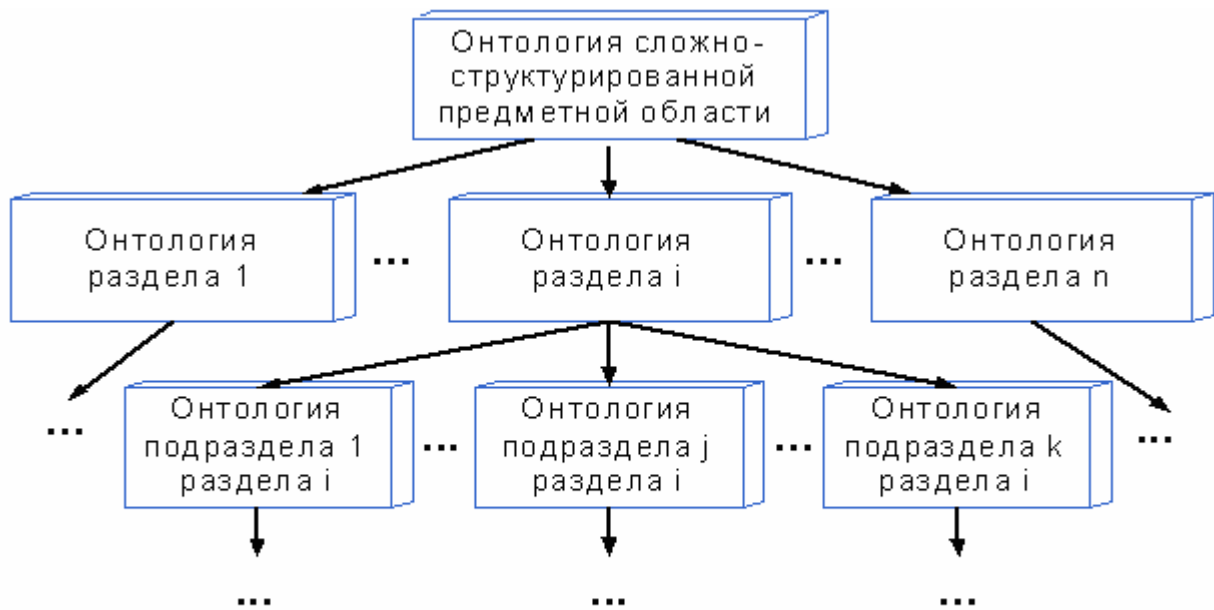 Онтология сложно-
структурированной
предметной области
Онтология
раздела 1
...
Онтология
раздела i
...
Онтология
раздела n
...
Онтология
подраздела 1
раздела i
...
Онтология
подраздела j
раздела i
...
Онтология
подраздела k
раздела i
...
...
...
...